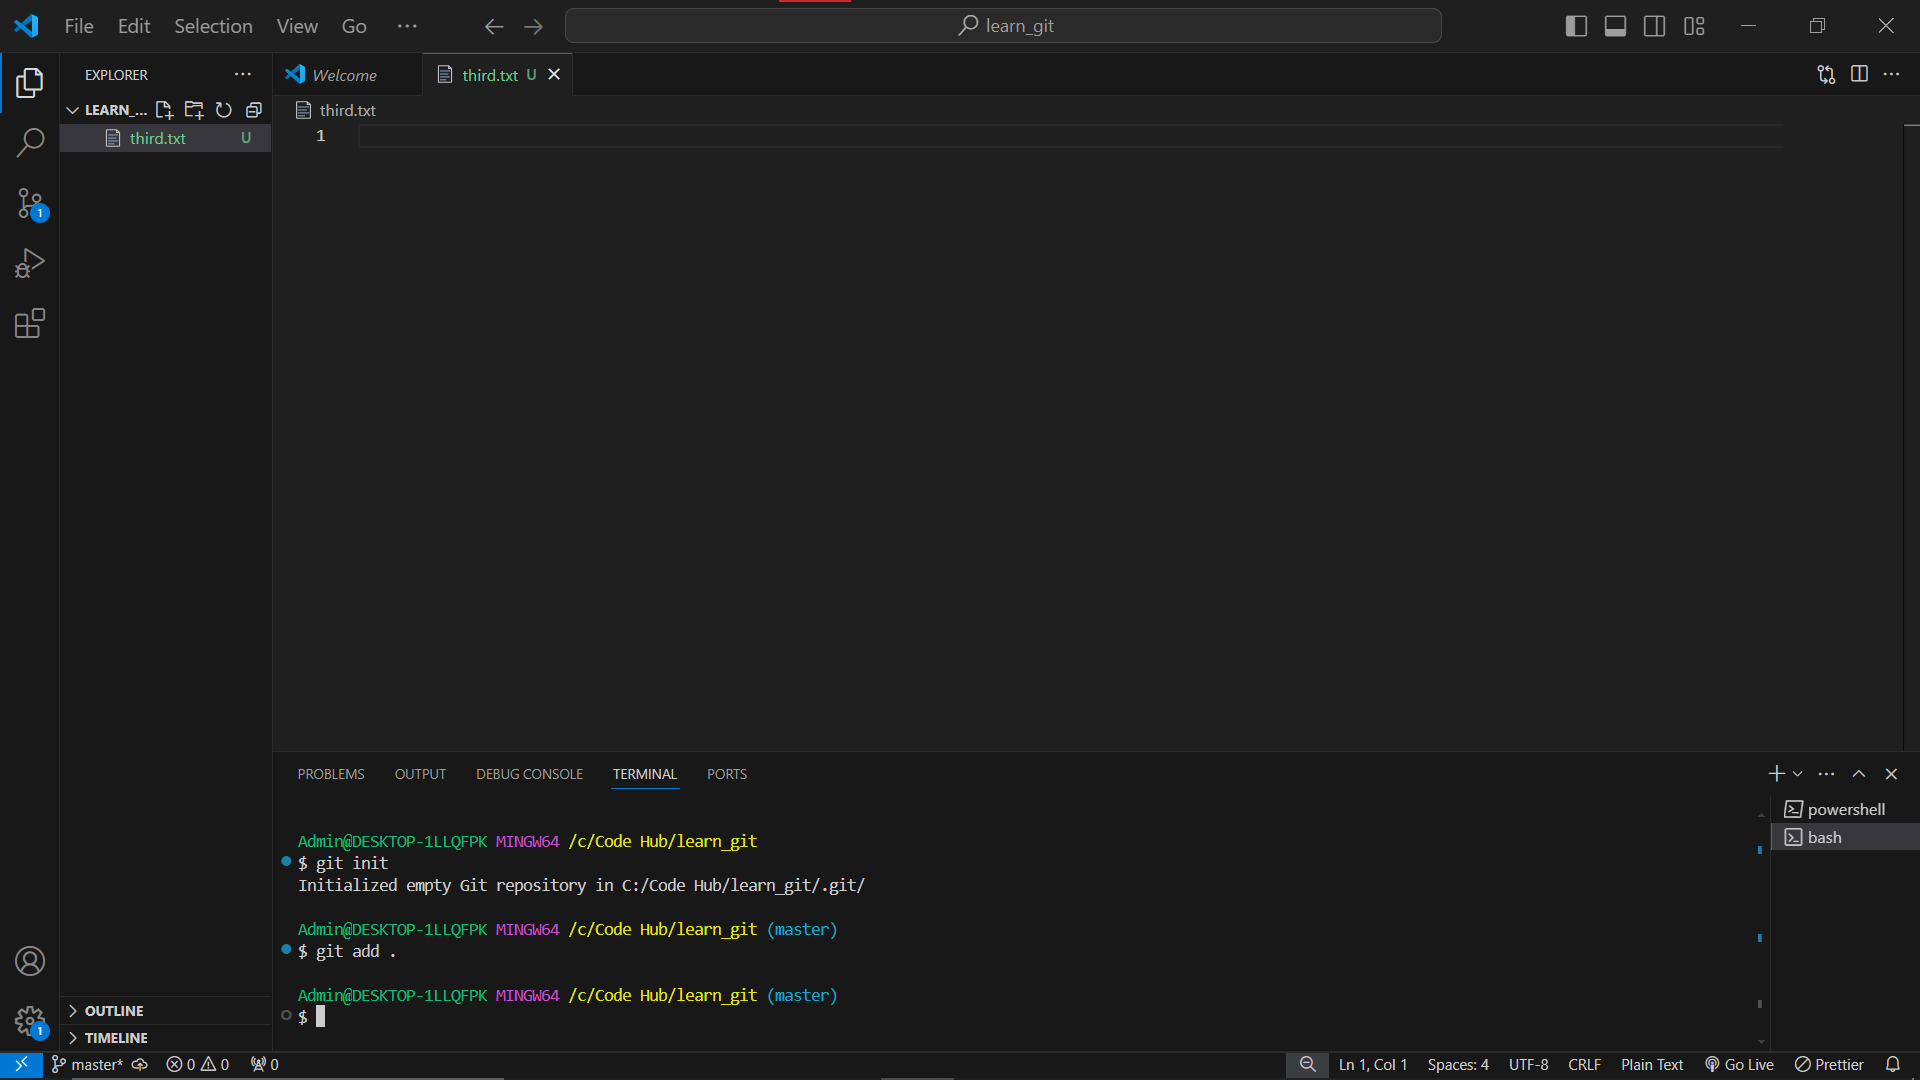 File Edit Selection View Go ···
learn_git
EXPLORER
LEARN_...
third.txt U
Welcome
third.txt U
third.txt
1
1
1
OUTLINE
TIMELINE
PROBLEMS OUTPUT DEBUG CONSOLE TERMINAL PORTS
powershell
bash
Admin@DESKTOP-1LLQFPK MINGW64 /c/Code Hub/learn_git
$ git init
Initialized empty Git repository in C:/Code Hub/learn_git/.git/
Admin@DESKTOP-1LLQFPK MINGW64 /c/Code Hub/learn_git (master)
$ git add .
Admin@DESKTOP-1LLQFPK MINGW64 /c/Code Hub/learn_git (master)
$
master* 0 0 0 Ln 1, Col 1 Spaces: 4 UTF-8 CRLF Plain Text Go Live Prettier